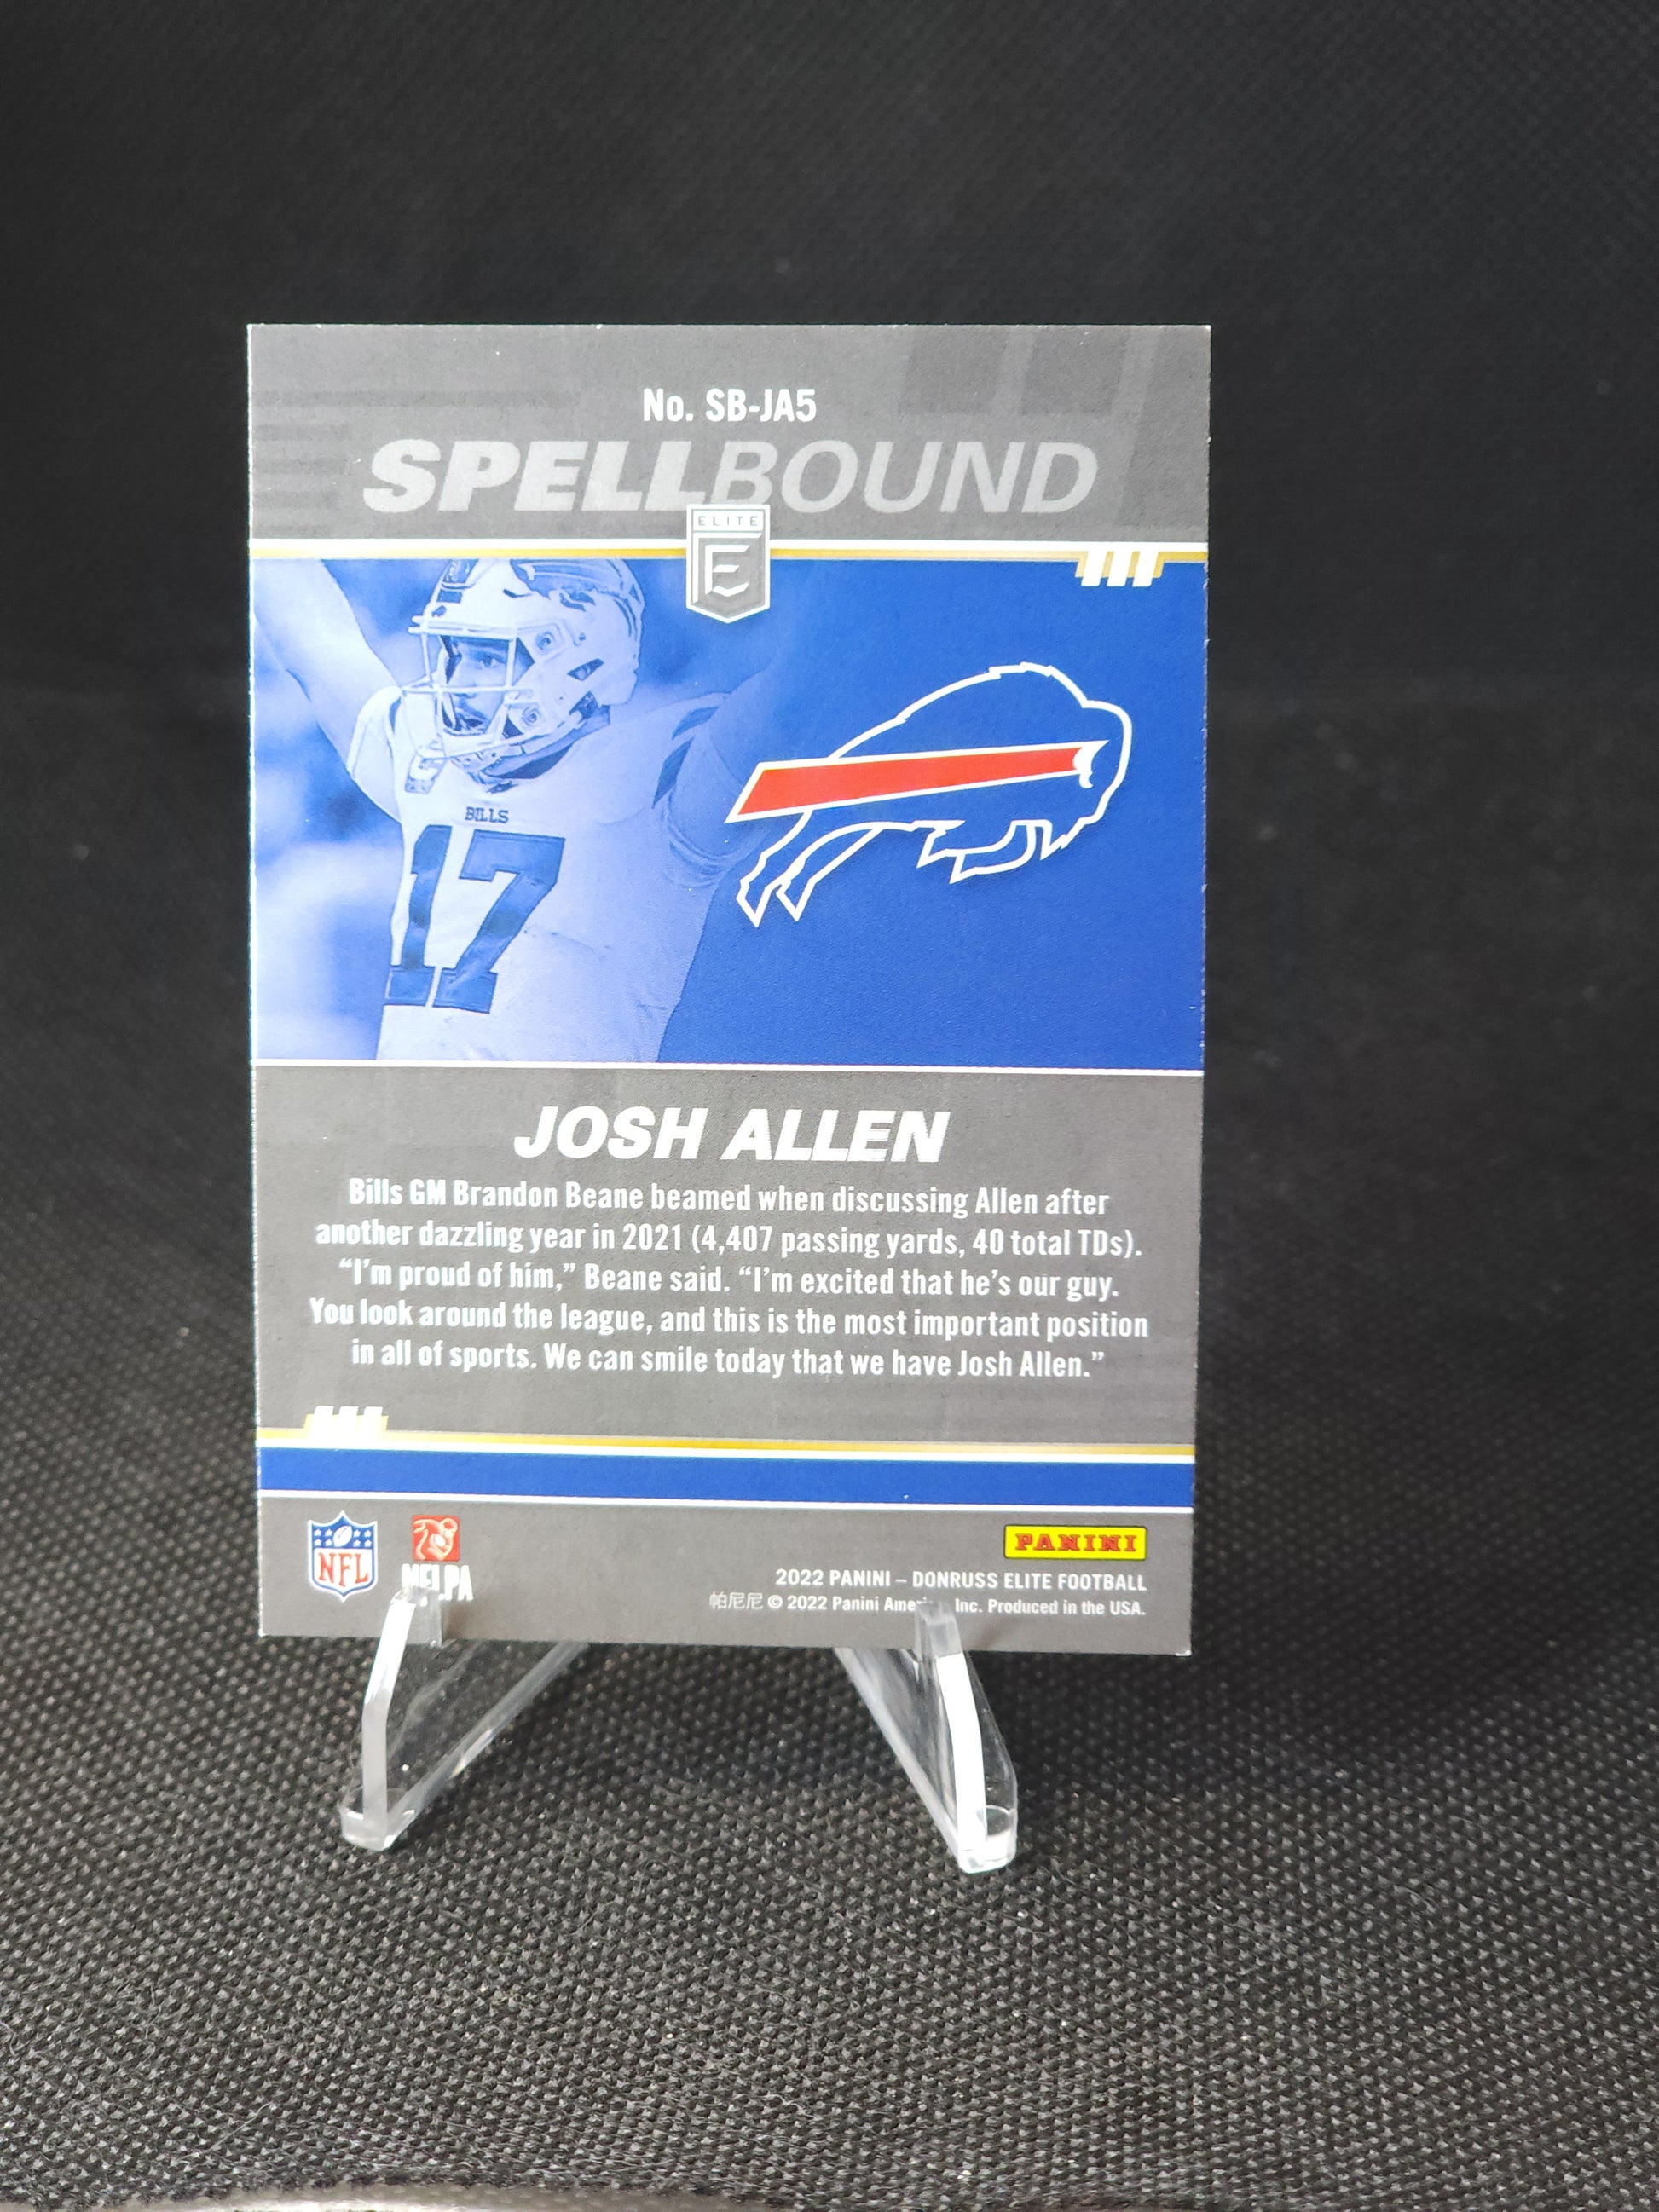 No. SB-JA5
SPELLBOUND
ELITE
E
BILLS
17
JOSH ALLEN
Bills GM Brandon Beane beamed when discussing Allen after
another dazzling year in 2021 (4,407 passing yards, 40 total TDs).
“I’m proud of him,” Beane said. “I’m excited that he’s our guy.
You look around the league, and this is the most important position
in all of sports. We can smile today that we have Josh Allen.”
NFL
NFLPA
PANINI
2022 PANINI – DONRUSS ELITE FOOTBALL
帕尼尼 © 2022 Panini America, Inc. Produced in the USA.